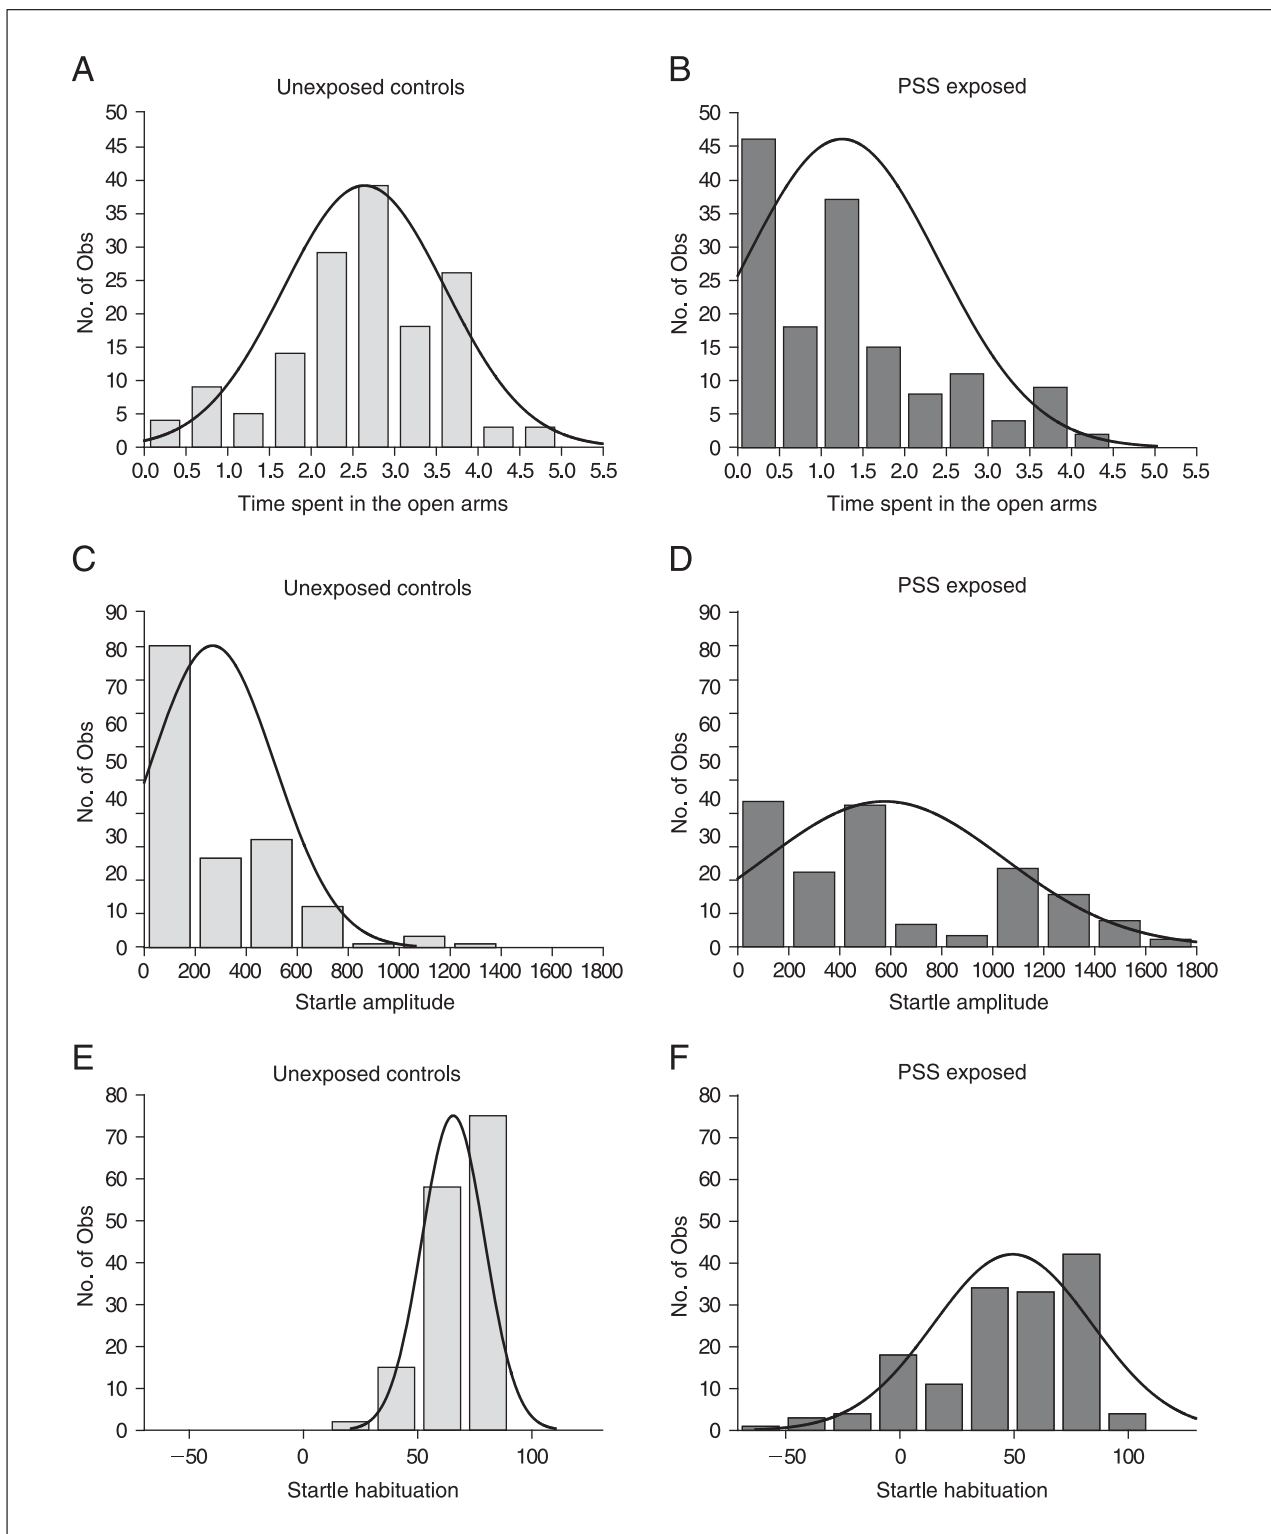 A
Unexposed controls
50
45
40
35
30
25
20
15
10
5
0
No. of Obs
0.0 0.5 1.0 1.5 2.0 2.5 3.0 3.5 4.0 4.5 5.0 5.5
Time spent in the open arms
B
PSS exposed
50
45
40
35
30
25
20
15
10
5
0
No. of Obs
0.0 0.5 1.0 1.5 2.0 2.5 3.0 3.5 4.0 4.5 5.0 5.5
Time spent in the open arms
C
Unexposed controls
90
80
70
60
50
40
30
20
10
0
No. of Obs
0 200 400 600 800 1000 1200 1400 1600 1800
Startle amplitude
D
PSS exposed
90
80
70
60
50
40
30
20
10
0
No. of Obs
0 200 400 600 800 1000 1200 1400 1600 1800
Startle amplitude
E
Unexposed controls
80
70
60
50
40
30
20
10
0
No. of Obs
−50 0 50 100
Startle habituation
F
PSS exposed
80
70
60
50
40
30
20
10
0
No. of Obs
−50 0 50 100
Startle habituation